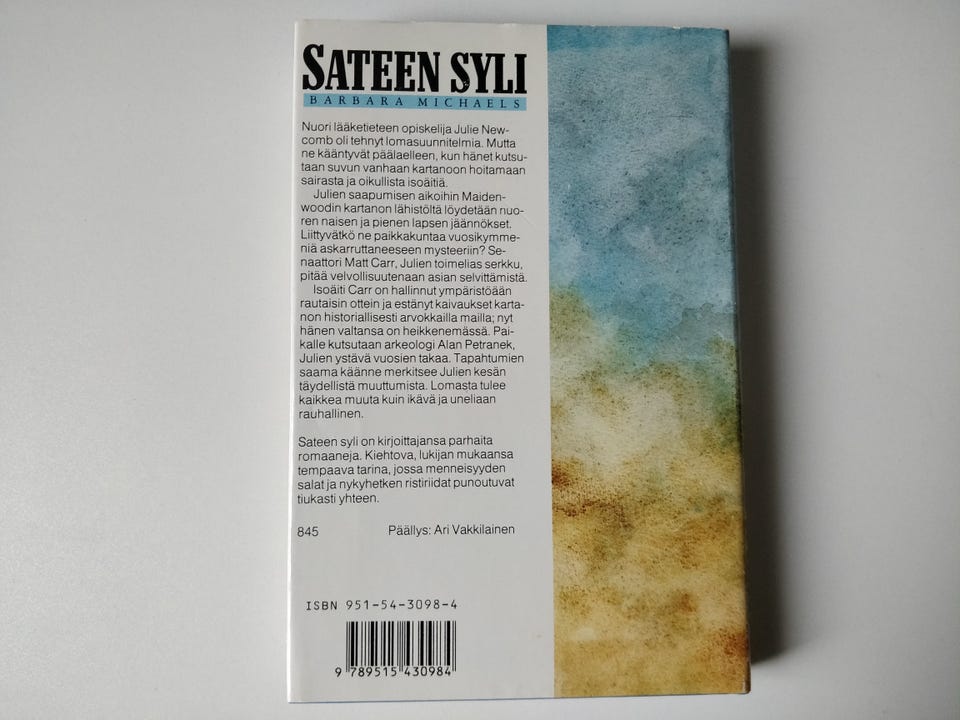 SATEEN SYLI
BARBARA MICHAELS
Nuori lääketieteen opiskelija Julie New-
comb oli tehnyt lomasuunnitelmia. Mutta
ne kääntyvät päälaelleen, kun hänet kutsu-
taan suvun vanhaan kartanoon hoitamaan
sairasta ja oikullista isoäitiä.
Julien saapumisen aikoihin Maiden-
woodin kartanon lähistöltä löydetään nuo-
ren naisen ja pienen lapsen jäännökset.
Liittyvätkö ne paikkakuntaa vuosikymme-
niä askarruttaneeseen mysteeriin? Se-
naattori Matt Carr, Julien toimelias serkku,
pitää velvollisuutenaan asian selvittämistä.
Isoäiti Carr on hallinnut ympäristöään
rautaisin ottein ja estänyt kaivaukset karta-
non historiallisesti arvokkailla mailla; nyt
hänen valtansa on heikkenemässä. Pai-
kalle kutsutaan arkeologi Alan Petranek,
Julien ystävä vuosien takaa. Tapahtumien
saama käänne merkitsee Julien kesän
täydellistä muuttumista. Lomasta tulee
kaikkea muuta kuin ikävä ja uneliaan
rauhallinen.
Sateen syli on kirjoittajansa parhaita
romaaneja. Kiehtova, lukijan mukaansa
tempaava tarina, jossa menneisyyden
salat ja nykyhetken ristiriidat punoutuvat
tiukasti yhteen.
845 Päällys: Ari Vakkilainen
ISBN 951-54-3098-4
9 789515 430984